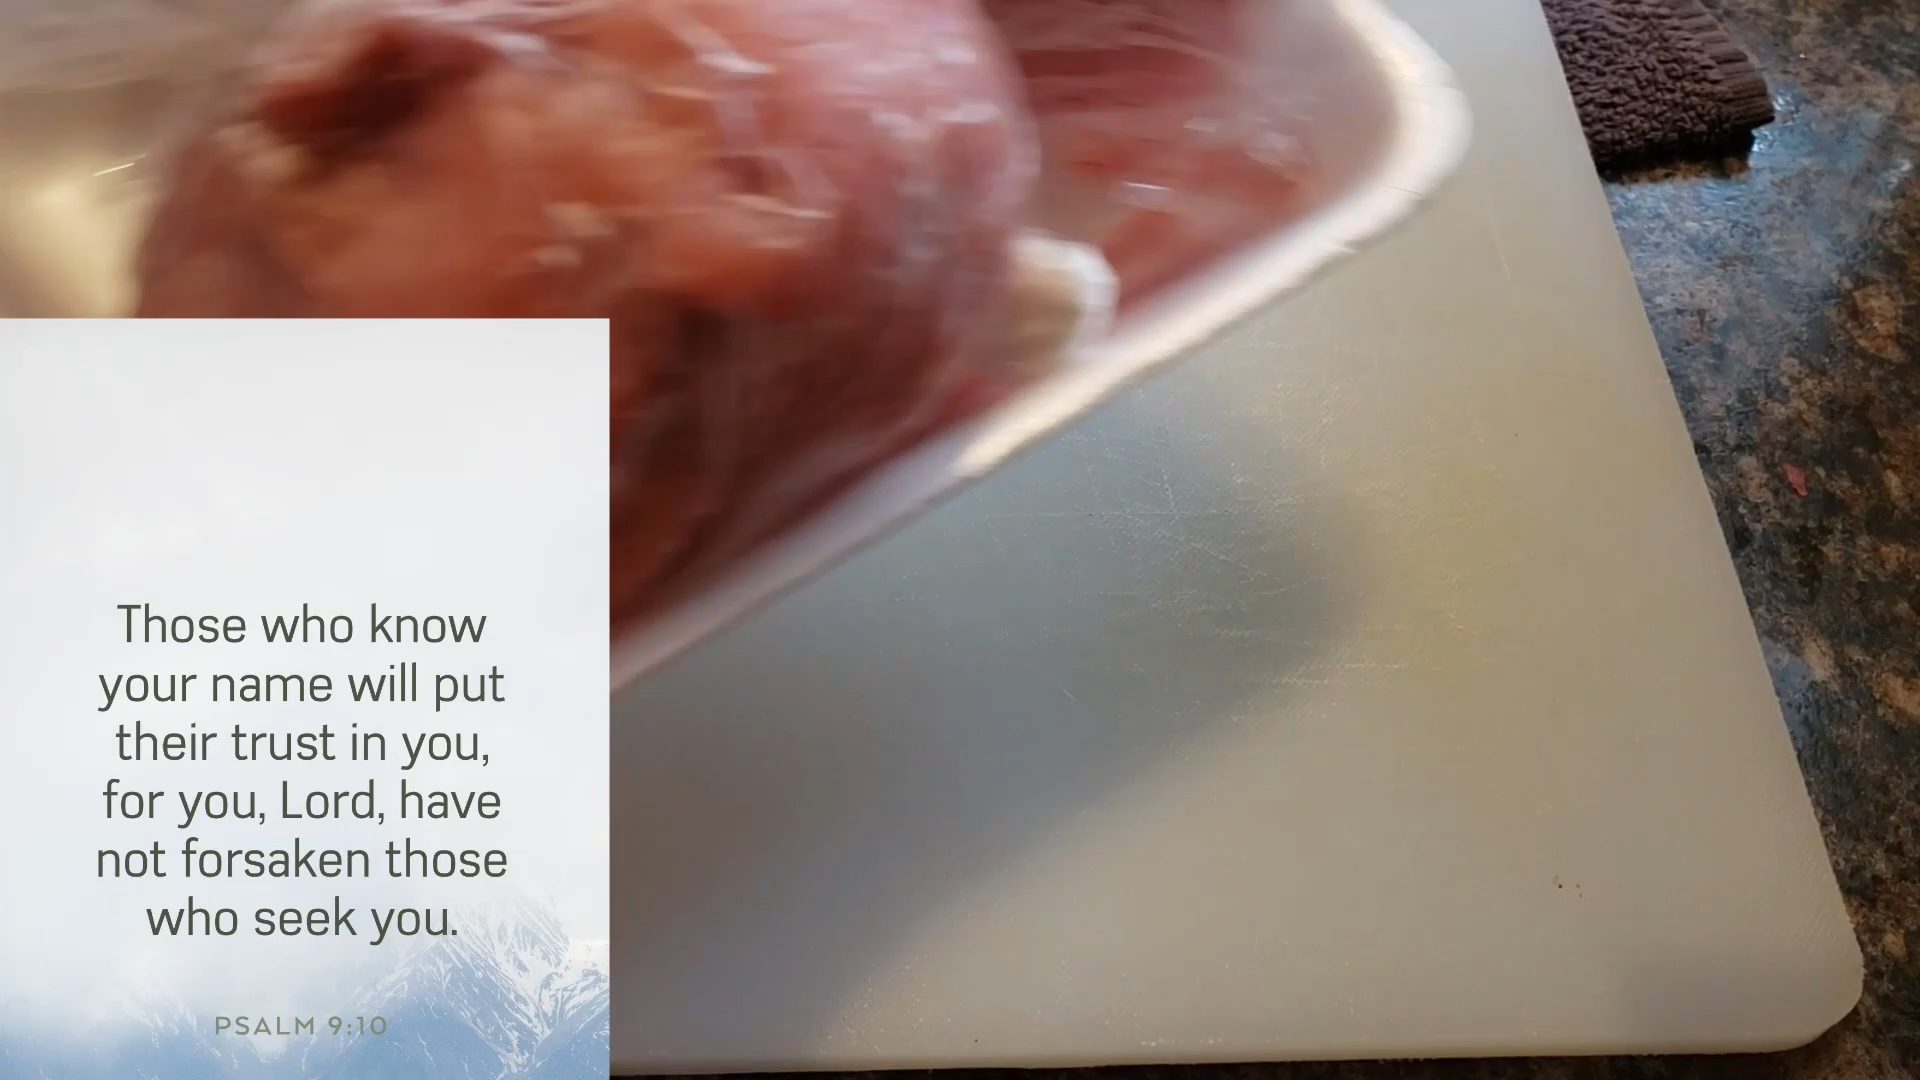 Those who know
your name will put
their trust in you,
for you, Lord, have
not forsaken those
who seek you.
PSALM 9:10